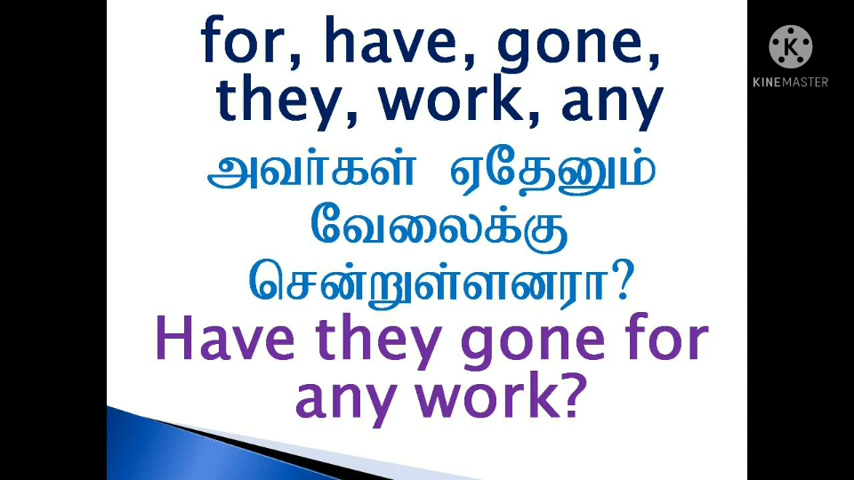 for, have, gone,
they, work, any
அவர்கள் ஏதேனும்
வேலைக்கு
சென்றுள்ளனரா?
Have they gone for
any work?
K
KINEMASTER